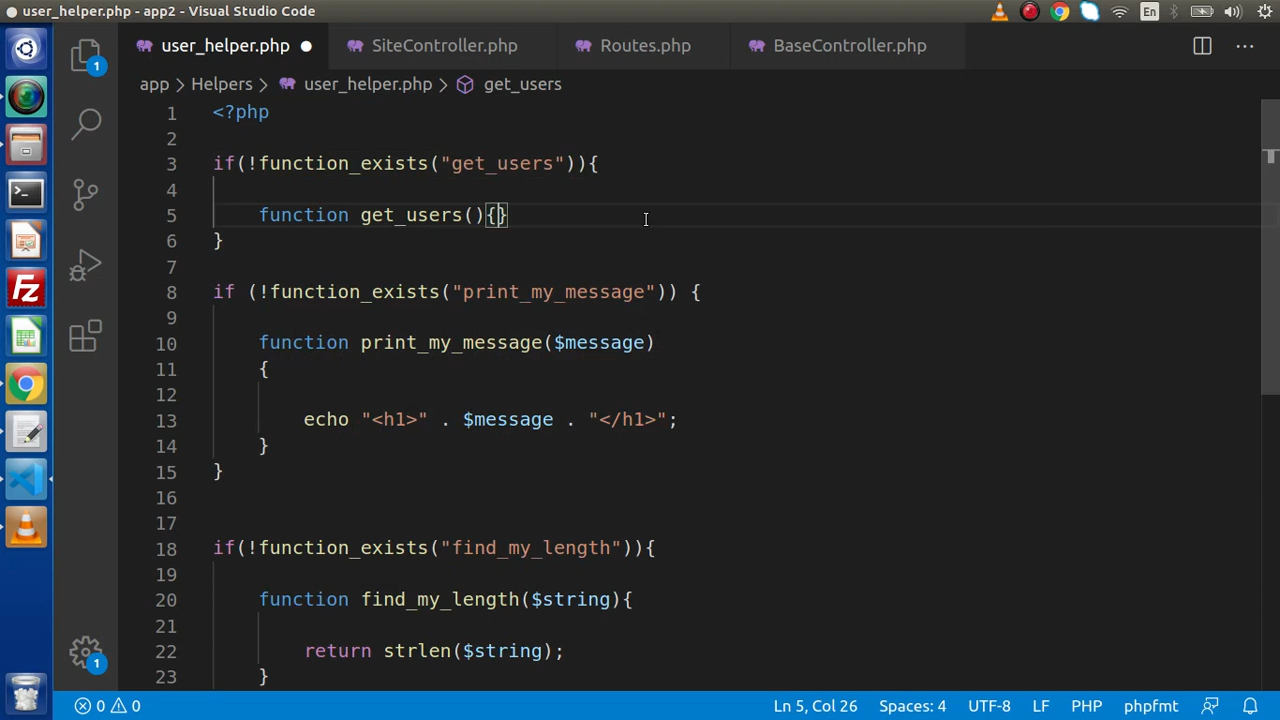 user_helper.php - app2 - Visual Studio Code
En
user_helper.php ● SiteController.php Routes.php BaseController.php
app > Helpers > user_helper.php > get_users
1 <?php
2
3 if(!function_exists("get_users")){
4
5 function get_users(){}
6 }
7
8 if (!function_exists("print_my_message")) {
9
10 function print_my_message($message)
11 {
12
13 echo "<h1>" . $message . "</h1>";
14 }
15 }
16
17
18 if(!function_exists("find_my_length")){
19
20 function find_my_length($string){
21
22 return strlen($string);
23 }
1
1
Fz
0 0 Ln 5, Col 26 Spaces: 4 UTF-8 LF PHP phpfmt